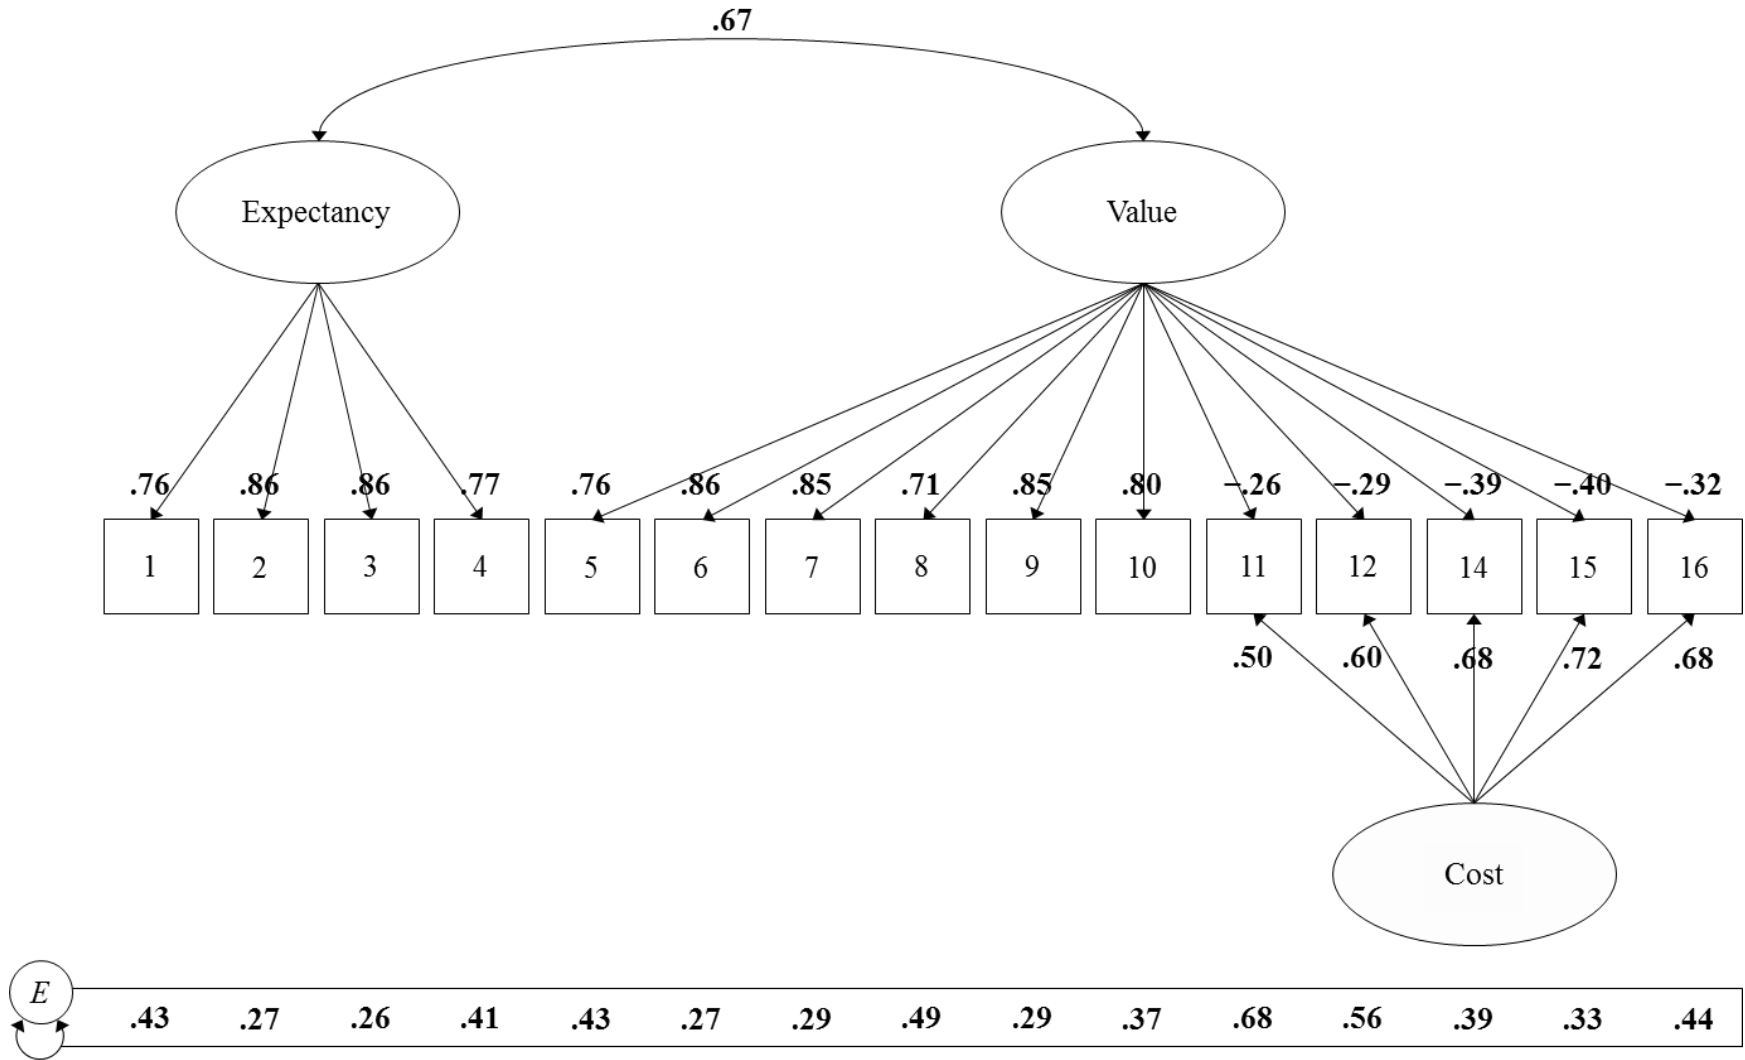 .67
Expectancy Value
.76 .86 .86 .77 .76 .86 .85 .71 .85 .80 –.26 –.29 –.39 –.40 –.32
1 2 3 4 5 6 7 8 9 10 11 12 14 15 16
.50 .60 .68 .72 .68
Cost
E
.43 .27 .26 .41 .43 .27 .29 .49 .29 .37 .68 .56 .39 .33 .44